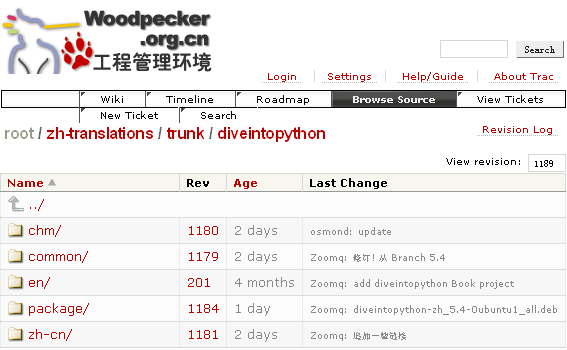 Woodpecker
.org.cn
工程管理环境
Search
Login Settings Help/Guide About Trac
Wiki Timeline Roadmap Browse Source View Tickets
New Ticket Search
root / zh-translations / trunk / diveintopython
Revision Log
View revision: 1189
Name Rev Age Last Change
../
chm/ 1180 2 days osmond: update
common/ 1179 2 days Zoomq: 修订! 从 Branch 5.4
en/ 201 4 months Zoomq: add diveintopython Book project
package/ 1184 1 day Zoomq: diveintopython-zh_5.4-0ubuntu1_all.deb
zh-cn/ 1181 2 days Zoomq: 追加一些链接